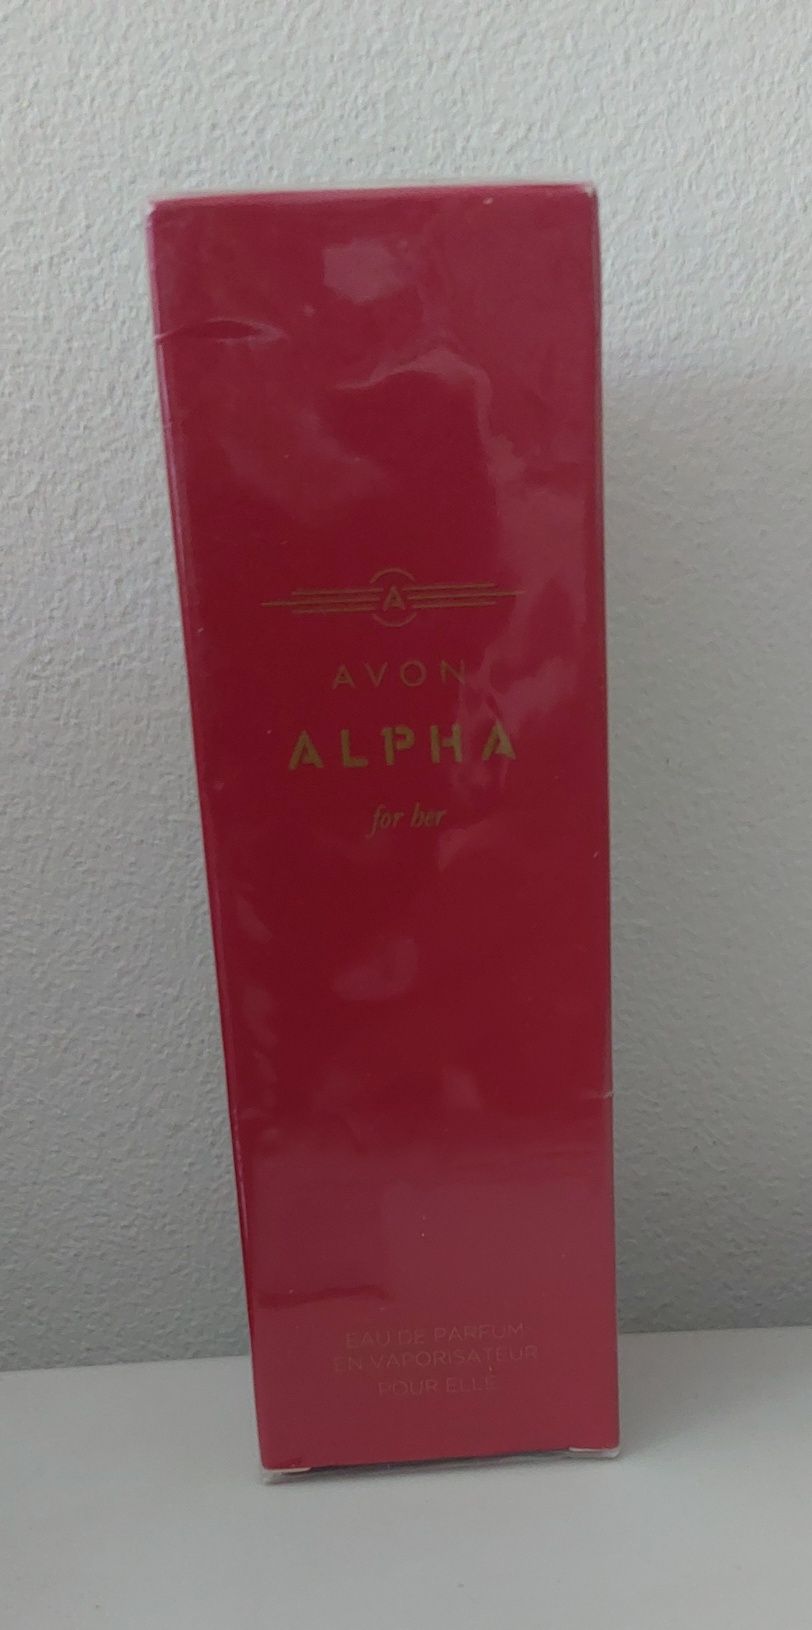 A
AVON
ALPHA
for her
EAU DE PARFUM
EN VAPORISATEUR
POUR ELLE